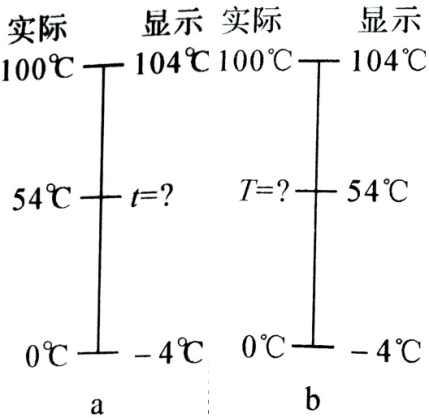 实际 显示 实际 显示
100℃ 104℃ 100℃ 104℃
54℃ t=? T=? 54℃
0℃ -4℃ 0℃ -4℃
a b